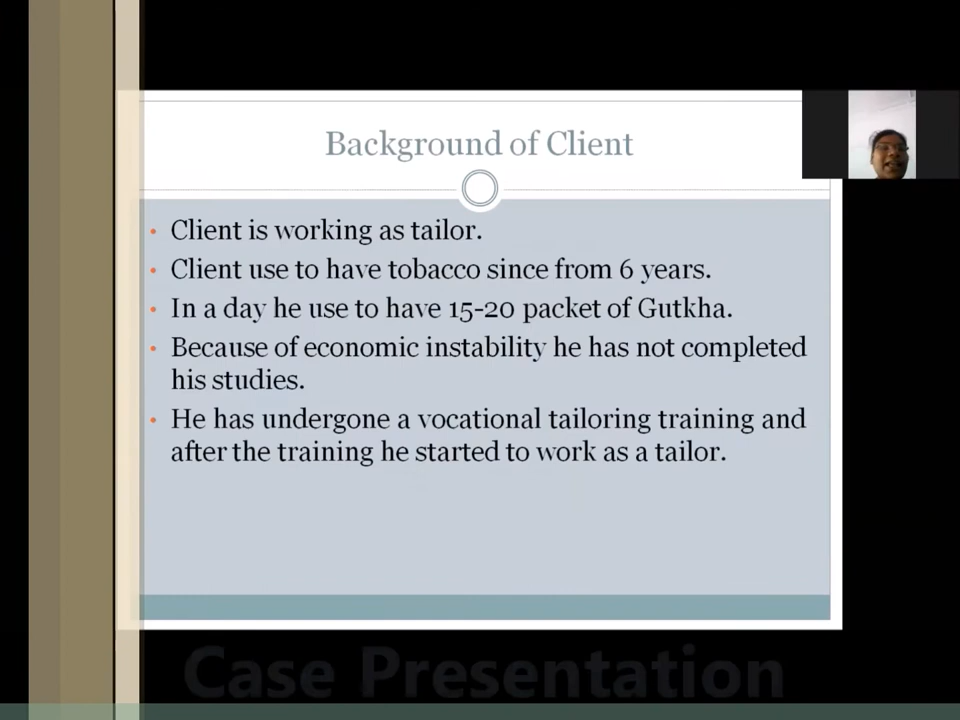 Background of Client
Client is working as tailor.
Client use to have tobacco since from 6 years.
In a day he use to have 15-20 packet of Gutkha.
Because of economic instability he has not completed
his studies.
He has undergone a vocational tailoring training and
after the training he started to work as a tailor.
Case Presentation